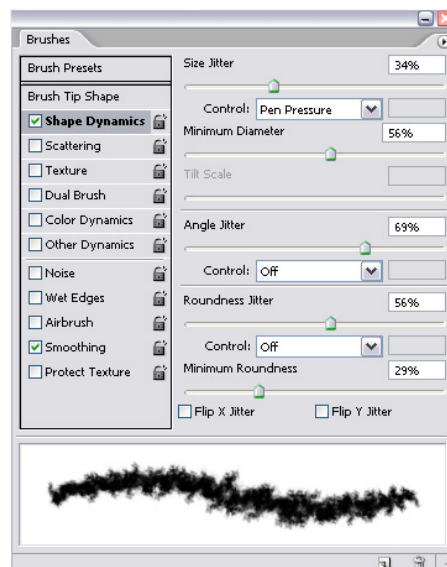 Brushes
Brush Presets
Brush Tip Shape
Shape Dynamics
Scattering
Texture
Dual Brush
Color Dynamics
Other Dynamics
Noise
Wet Edges
Airbrush
Smoothing
Protect Texture
Size Jitter 34%
Control: Pen Pressure
Minimum Diameter 56%
Tilt Scale
Angle Jitter 69%
Control: Off
Roundness Jitter 56%
Control: Off
Minimum Roundness 29%
Flip X Jitter Flip Y Jitter